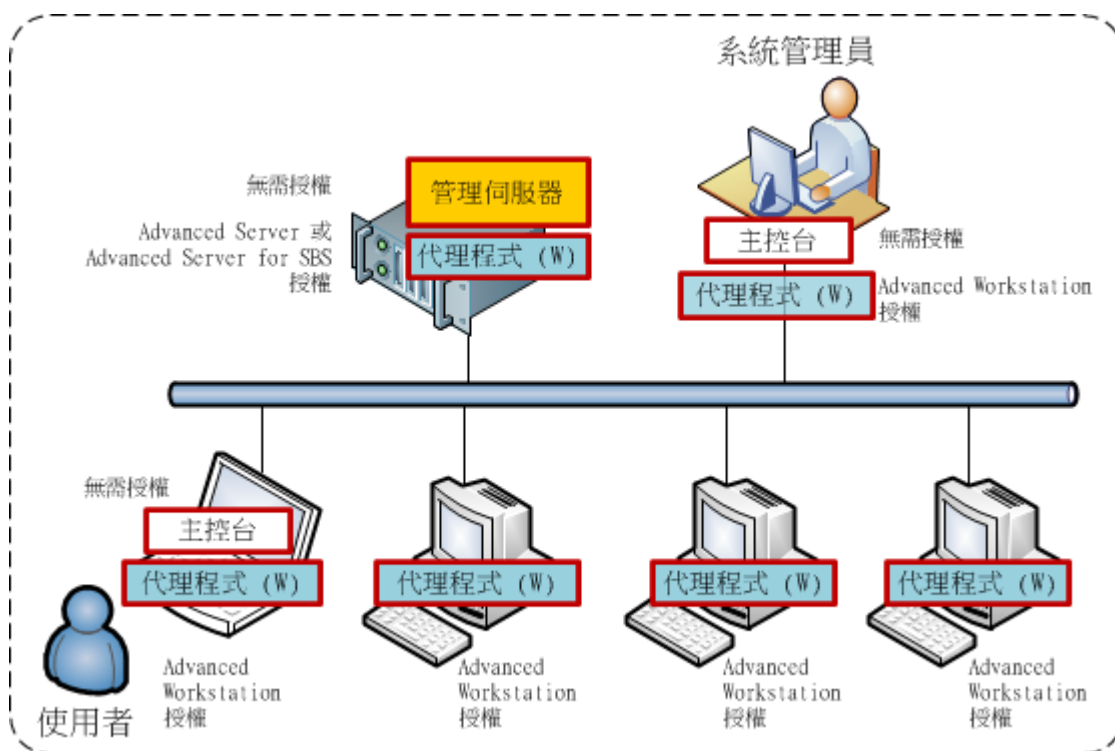 系統管理員
無需授權
管理伺服器
Advanced Server 或
Advanced Server for SBS
授權
代理程式 (W)
主控台
無需授權
代理程式 (W)
Advanced Workstation
授權
無需授權
主控台
代理程式 (W)
代理程式 (W)
代理程式 (W)
代理程式 (W)
使用者
Advanced
Workstation
授權
Advanced
Workstation
授權
Advanced
Workstation
授權
Advanced
Workstation
授權